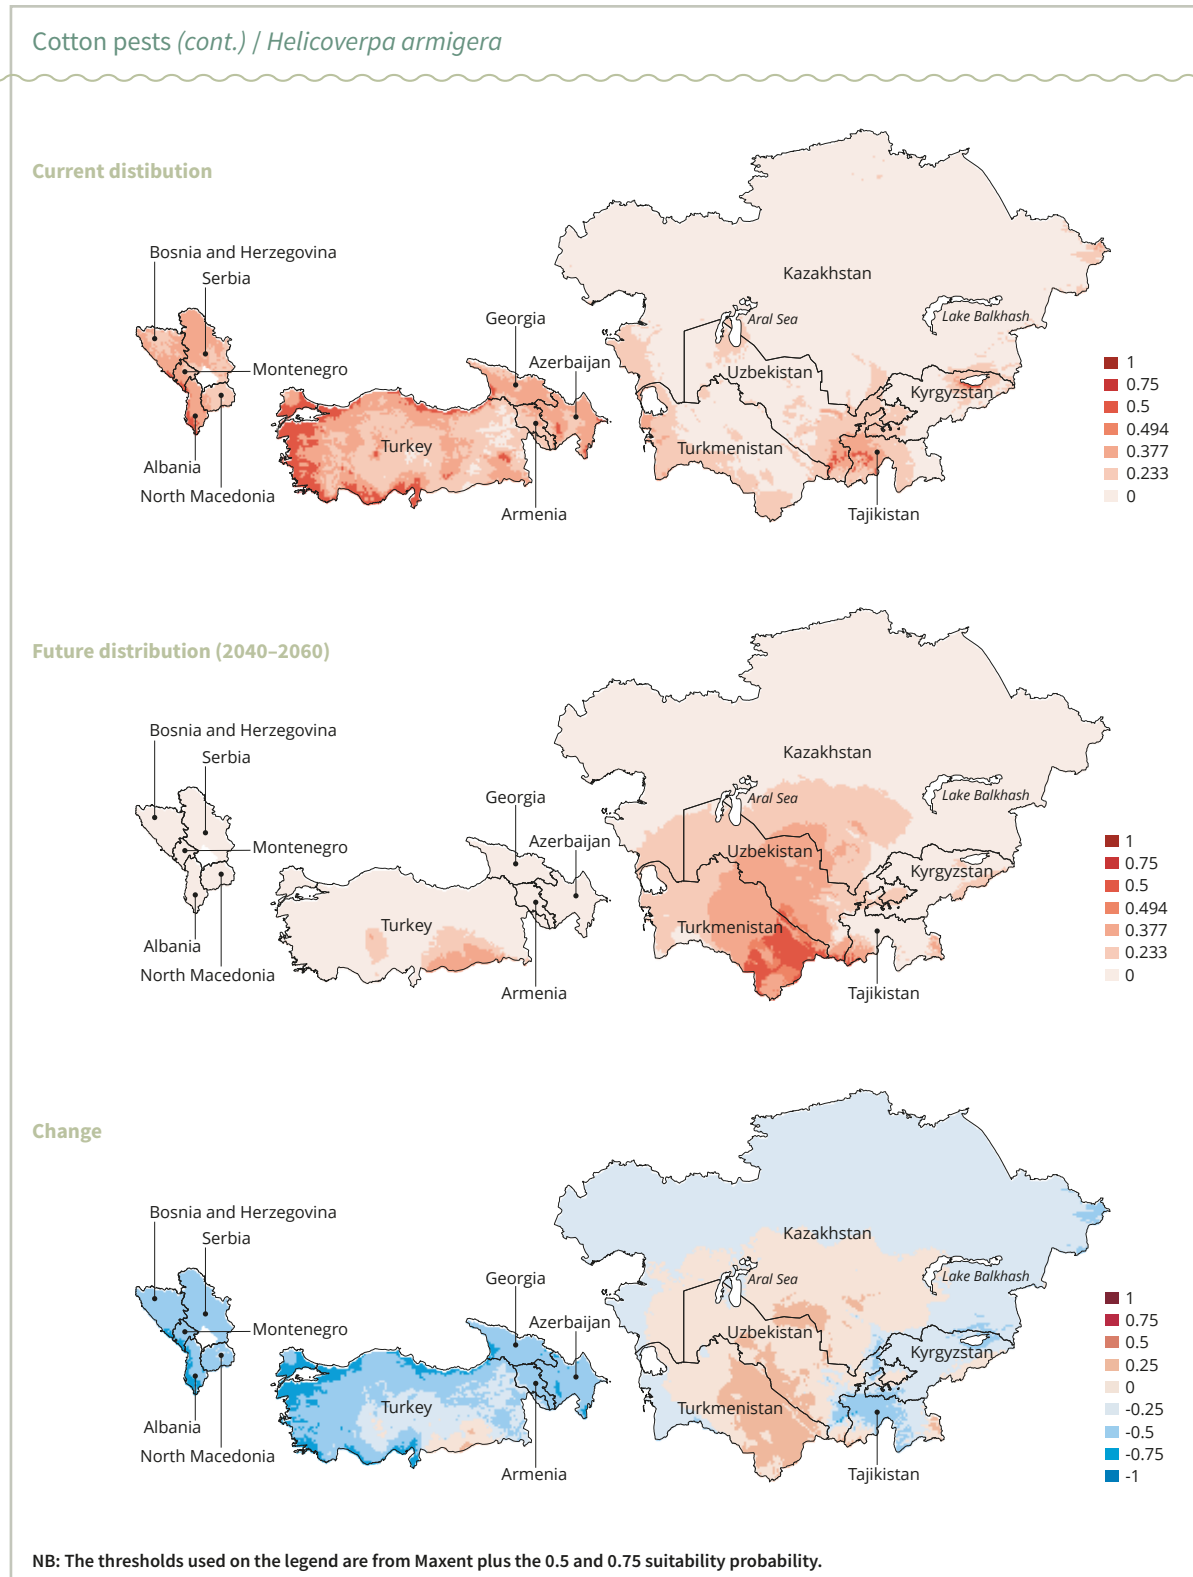 Cotton pests (cont.) / Helicoverpa armigera
Current distibution
Bosnia and Herzegovina
Serbia
Montenegro
Albania
North Macedonia
Turkey
Georgia
Azerbaijan
Armenia
Kazakhstan
Aral Sea
Lake Balkhash
Uzbekistan
Kyrgyzstan
Turkmenistan
Tajikistan
1
0.75
0.5
0.494
0.377
0.233
0
Future distribution (2040–2060)
Bosnia and Herzegovina
Serbia
Montenegro
Albania
North Macedonia
Turkey
Georgia
Azerbaijan
Armenia
Kazakhstan
Aral Sea
Lake Balkhash
Uzbekistan
Kyrgyzstan
Turkmenistan
Tajikistan
1
0.75
0.5
0.494
0.377
0.233
0
Change
Bosnia and Herzegovina
Serbia
Montenegro
Albania
North Macedonia
Turkey
Georgia
Azerbaijan
Armenia
Kazakhstan
Aral Sea
Lake Balkhash
Uzbekistan
Kyrgyzstan
Turkmenistan
Tajikistan
1
0.75
0.5
0.25
0
-0.25
-0.5
-0.75
-1
NB: The thresholds used on the legend are from Maxent plus the 0.5 and 0.75 suitability probability.